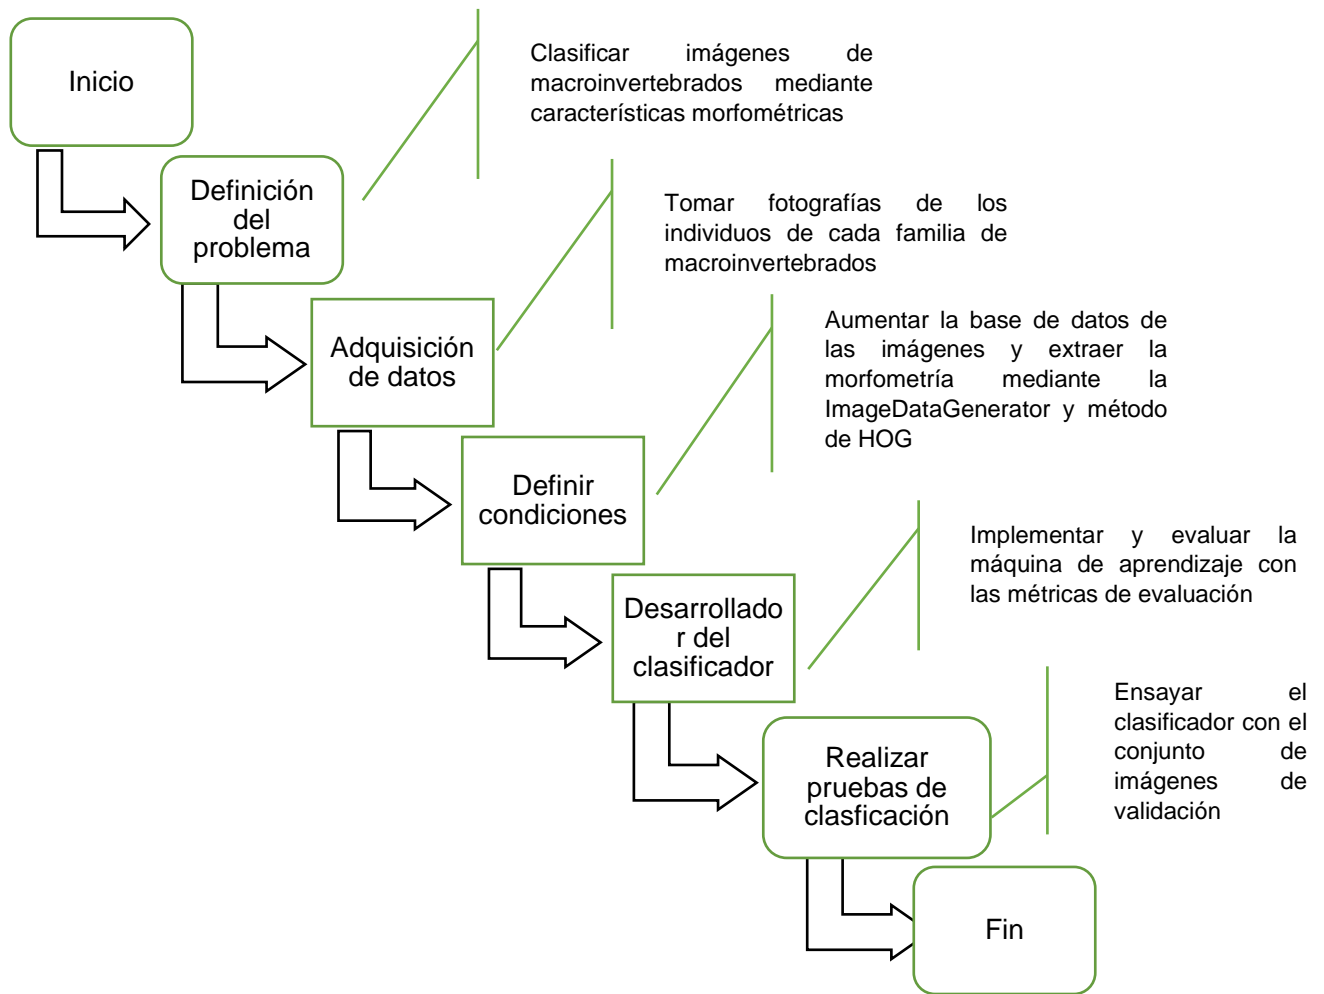 Inicio
Clasificar imágenes de
macroinvertebrados mediante
características morfométricas
Definición
del
problema
Tomar fotografías de los
individuos de cada familia de
macroinvertebrados
Adquisición
de datos
Aumentar la base de datos de
las imágenes y extraer la
morfometría mediante la
ImageDataGenerator y método
de HOG
Definir
condiciones
Implementar y evaluar la
máquina de aprendizaje con
las métricas de evaluación
Desarrollado
r del
clasificador
Ensayar el
clasificador con el
conjunto de
imágenes de
validación
Realizar
pruebas de
clasficación
Fin